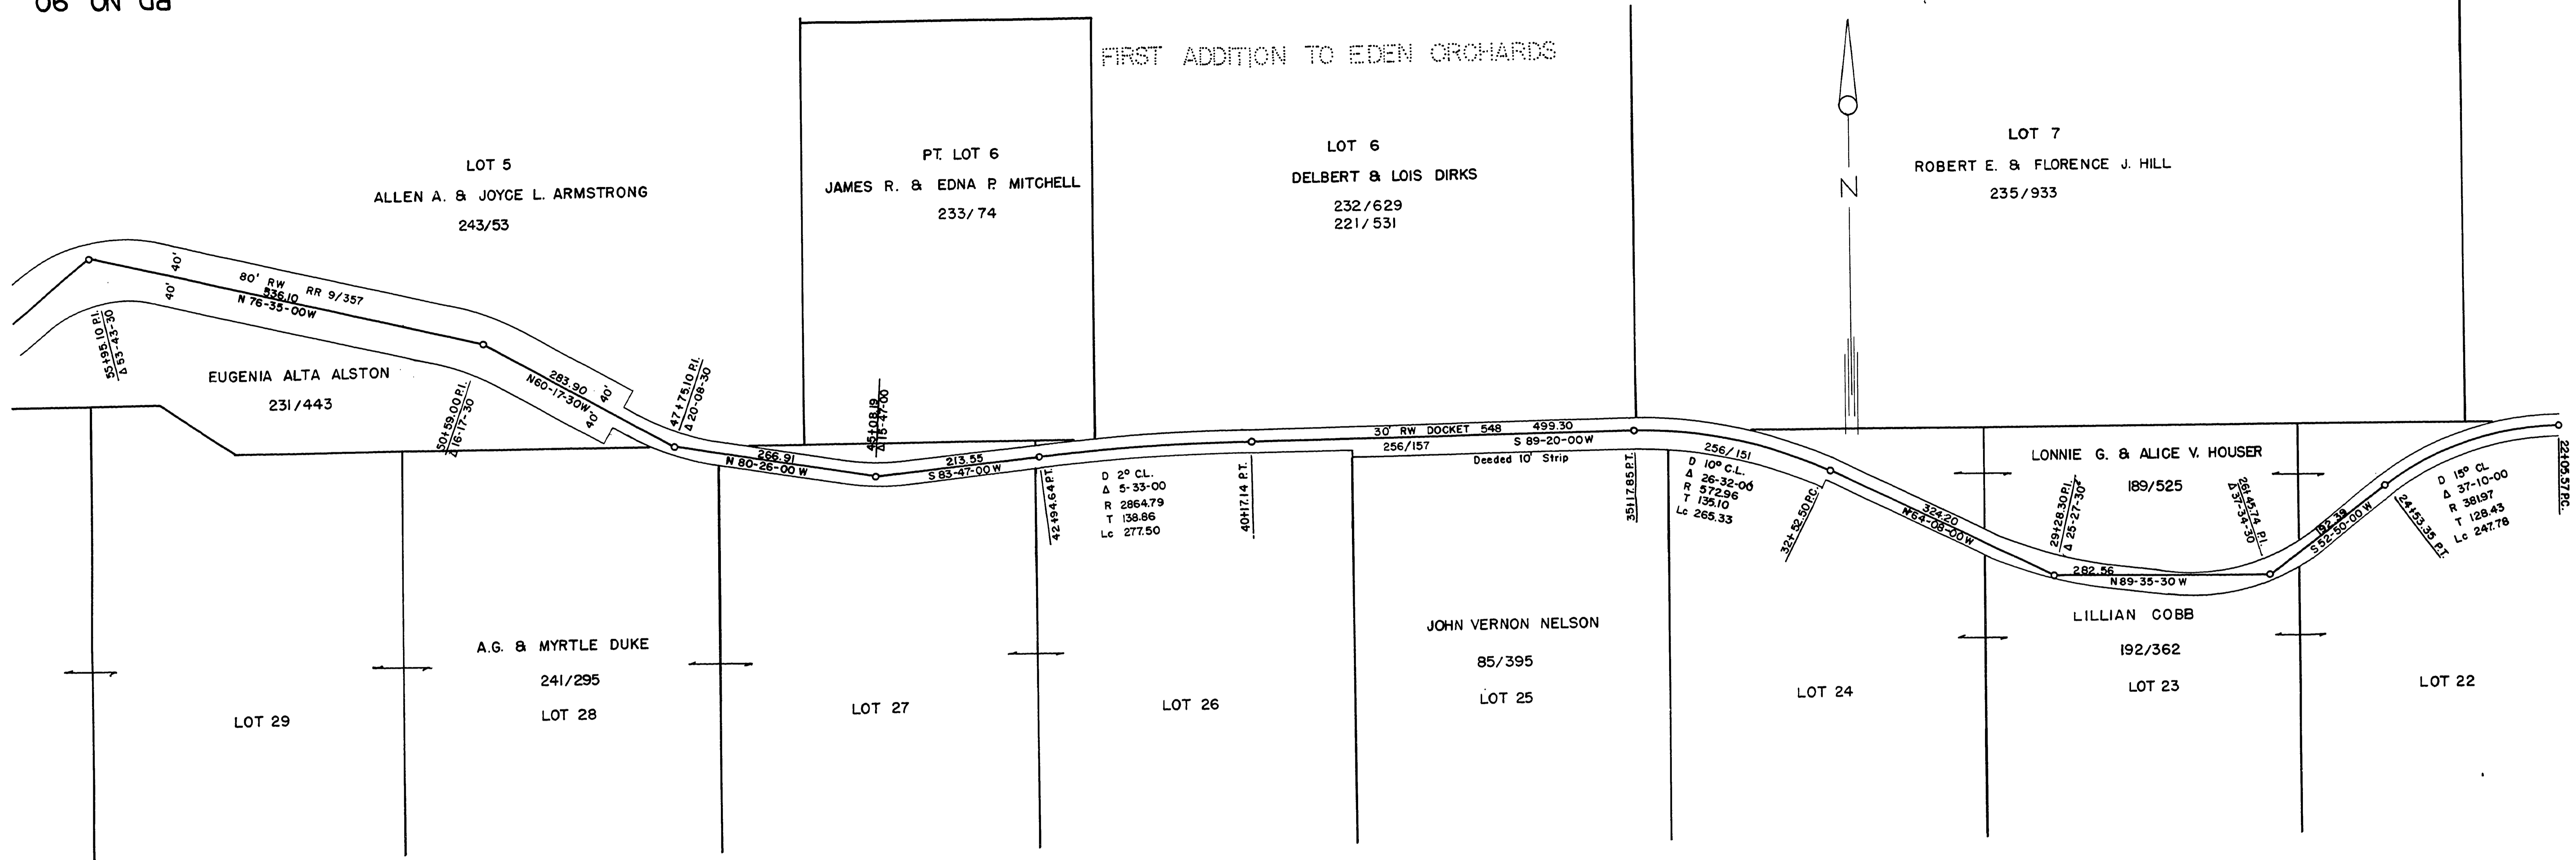 RD NO 90
FIRST ADDITION TO EDEN ORCHARDS
LOT 5
ALLEN A. & JOYCE L. ARMSTRONG
243/53
PT. LOT 6
JAMES R. & EDNA P. MITCHELL
233/74
LOT 6
DELBERT & LOIS DIRKS
232/629
221/531
N
LOT 7
ROBERT E. & FLORENCE J. HILL
235/933
40'
40'
80' RW RR 9/357
536.10
N 76-35-00W
55+95.10 P.I.
Δ 53-43-30
EUGENIA ALTA ALSTON
231/443
50+59.00 P.I.
Δ 16-17-30
283.90
N60-17-30W
40'
40'
47+75.10 P.I.
Δ 20-08-30
266.91
N 80-26-00 W
45+08.19
Δ 15-47-00
213.55
S 83-47-00 W
42+94.64 P.T.
D 2° C.L.
Δ 5-33-00
R 2864.79
T 138.86
Lc 277.50
40+17.14 P.T.
30' RW DOCKET 548 499.30
256/157 S 89-20-00W
Deeded 10' Strip
35+17.85 P.T.
256/151
D 10° C.L.
Δ 26-32-06
R 572.96
T 135.10
Lc 265.33
32+52.50 P.C.
324.20
N 64-08-00W
LONNIE G. & ALICE V. HOUSER
189/525
29+28.30 P.I.
Δ 25-27-30
282.56
N 89-35-30 W
26+45.74 P.I.
Δ 37-34-30
192.39
S 52-50-00 W
24+53.35 P.T.
D 15° CL
Δ 37-10-00
R 381.97
T 128.43
Lc 247.78
22+05.57 P.C.
LOT 29
A.G. & MYRTLE DUKE
241/295
LOT 28
LOT 27
LOT 26
JOHN VERNON NELSON
85/395
LOT 25
LOT 24
LILLIAN COBB
192/362
LOT 23
LOT 22